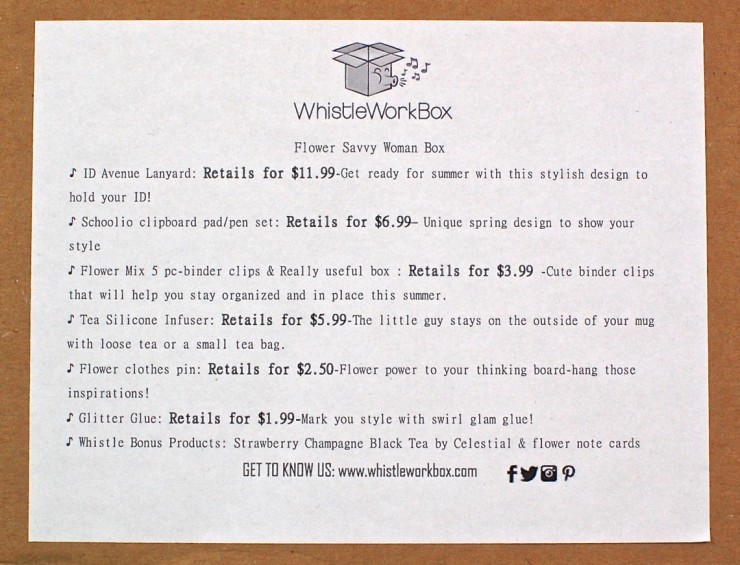 WhistleWorkBox
Flower Savvy Woman Box
♪ ID Avenue Lanyard: Retails for $11.99-Get ready for summer with this stylish design to
hold your ID!
♪ Schoolio clipboard pad/pen set: Retails for $6.99– Unique spring design to show your
style
♪ Flower Mix 5 pc-binder clips & Really useful box : Retails for $3.99 -Cute binder clips
that will help you stay organized and in place this summer.
♪ Tea Silicone Infuser: Retails for $5.99-The little guy stays on the outside of your mug
with loose tea or a small tea bag.
♪ Flower clothes pin: Retails for $2.50-Flower power to your thinking board-hang those
inspirations!
♪ Glitter Glue: Retails for $1.99-Mark you style with swirl glam glue!
♪ Whistle Bonus Products: Strawberry Champagne Black Tea by Celestial & flower note cards
GET TO KNOW US: www.whistleworkbox.com